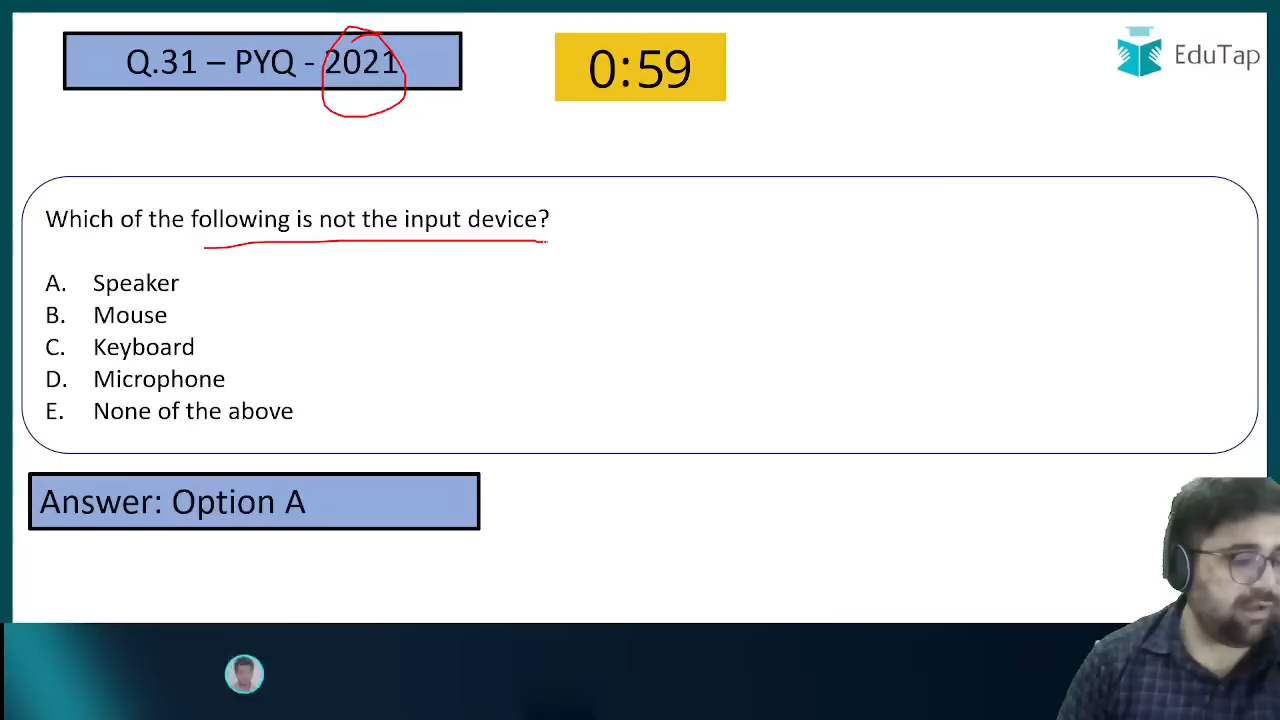 Q.31 – PYQ - 2021
0:59
EduTap
Which of the following is not the input device?
A. Speaker
B. Mouse
C. Keyboard
D. Microphone
E. None of the above
Answer: Option A